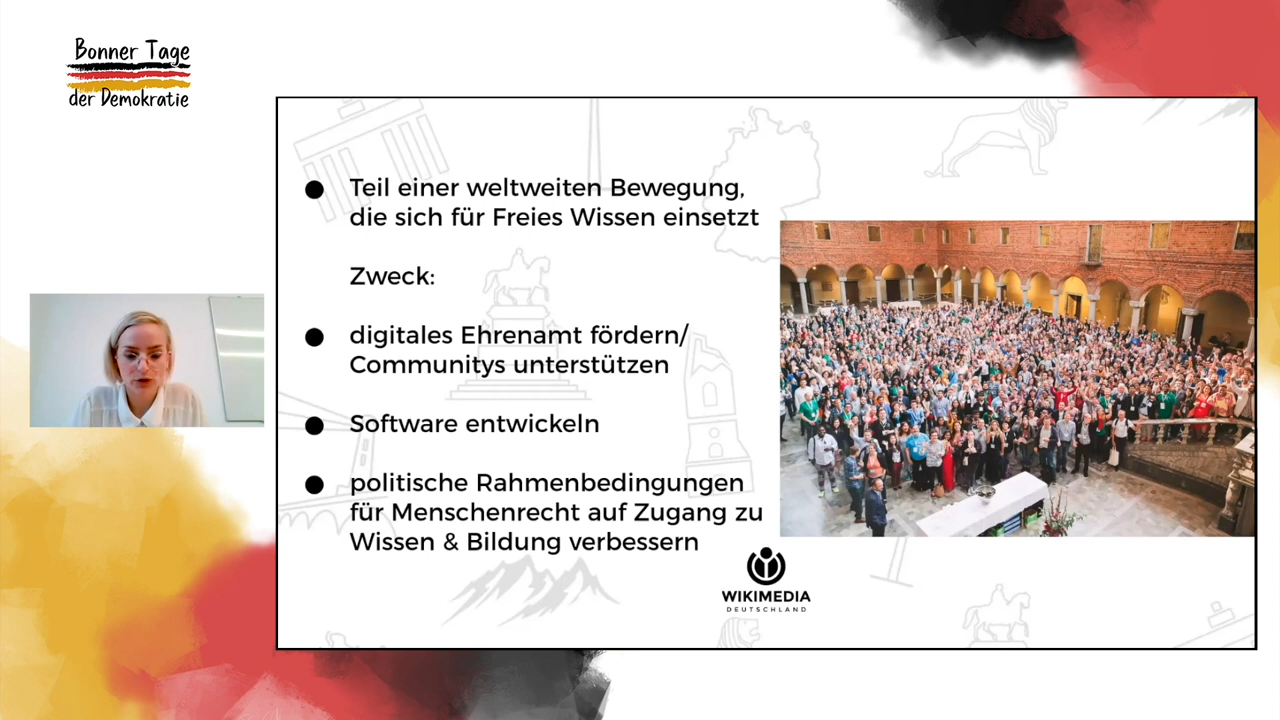 Bonner Tage
der Demokratie
● Teil einer weltweiten Bewegung,
die sich für Freies Wissen einsetzt
Zweck:
● digitales Ehrenamt fördern/
Communitys unterstützen
● Software entwickeln
● politische Rahmenbedingungen
für Menschenrecht auf Zugang zu
Wissen & Bildung verbessern
WIKIMEDIA
DEUTSCHLAND